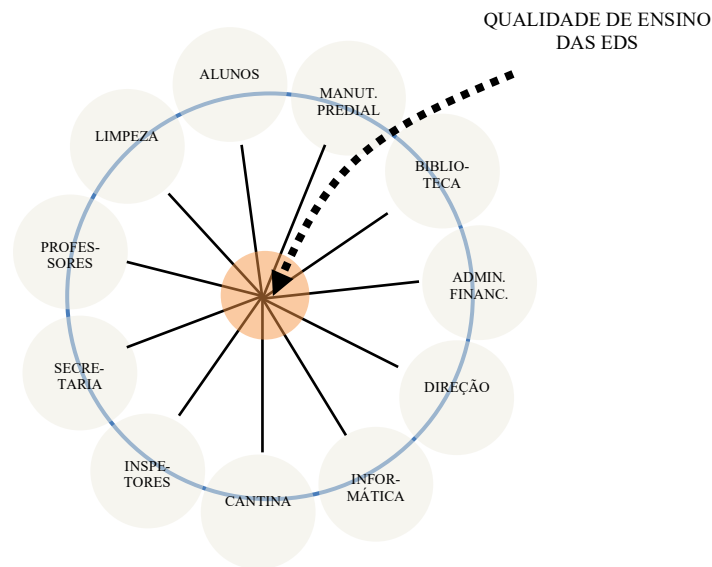 QUALIDADE DE ENSINO
DAS EDS
ALUNOS
MANUT.
PREDIAL
BIBLIO-
TECA
ADMIN.
FINANC.
DIREÇÃO
INFOR-
MÁTICA
CANTINA
INSPE-
TORES
SECRE-
TARIA
PROFES-
SORES
LIMPEZA